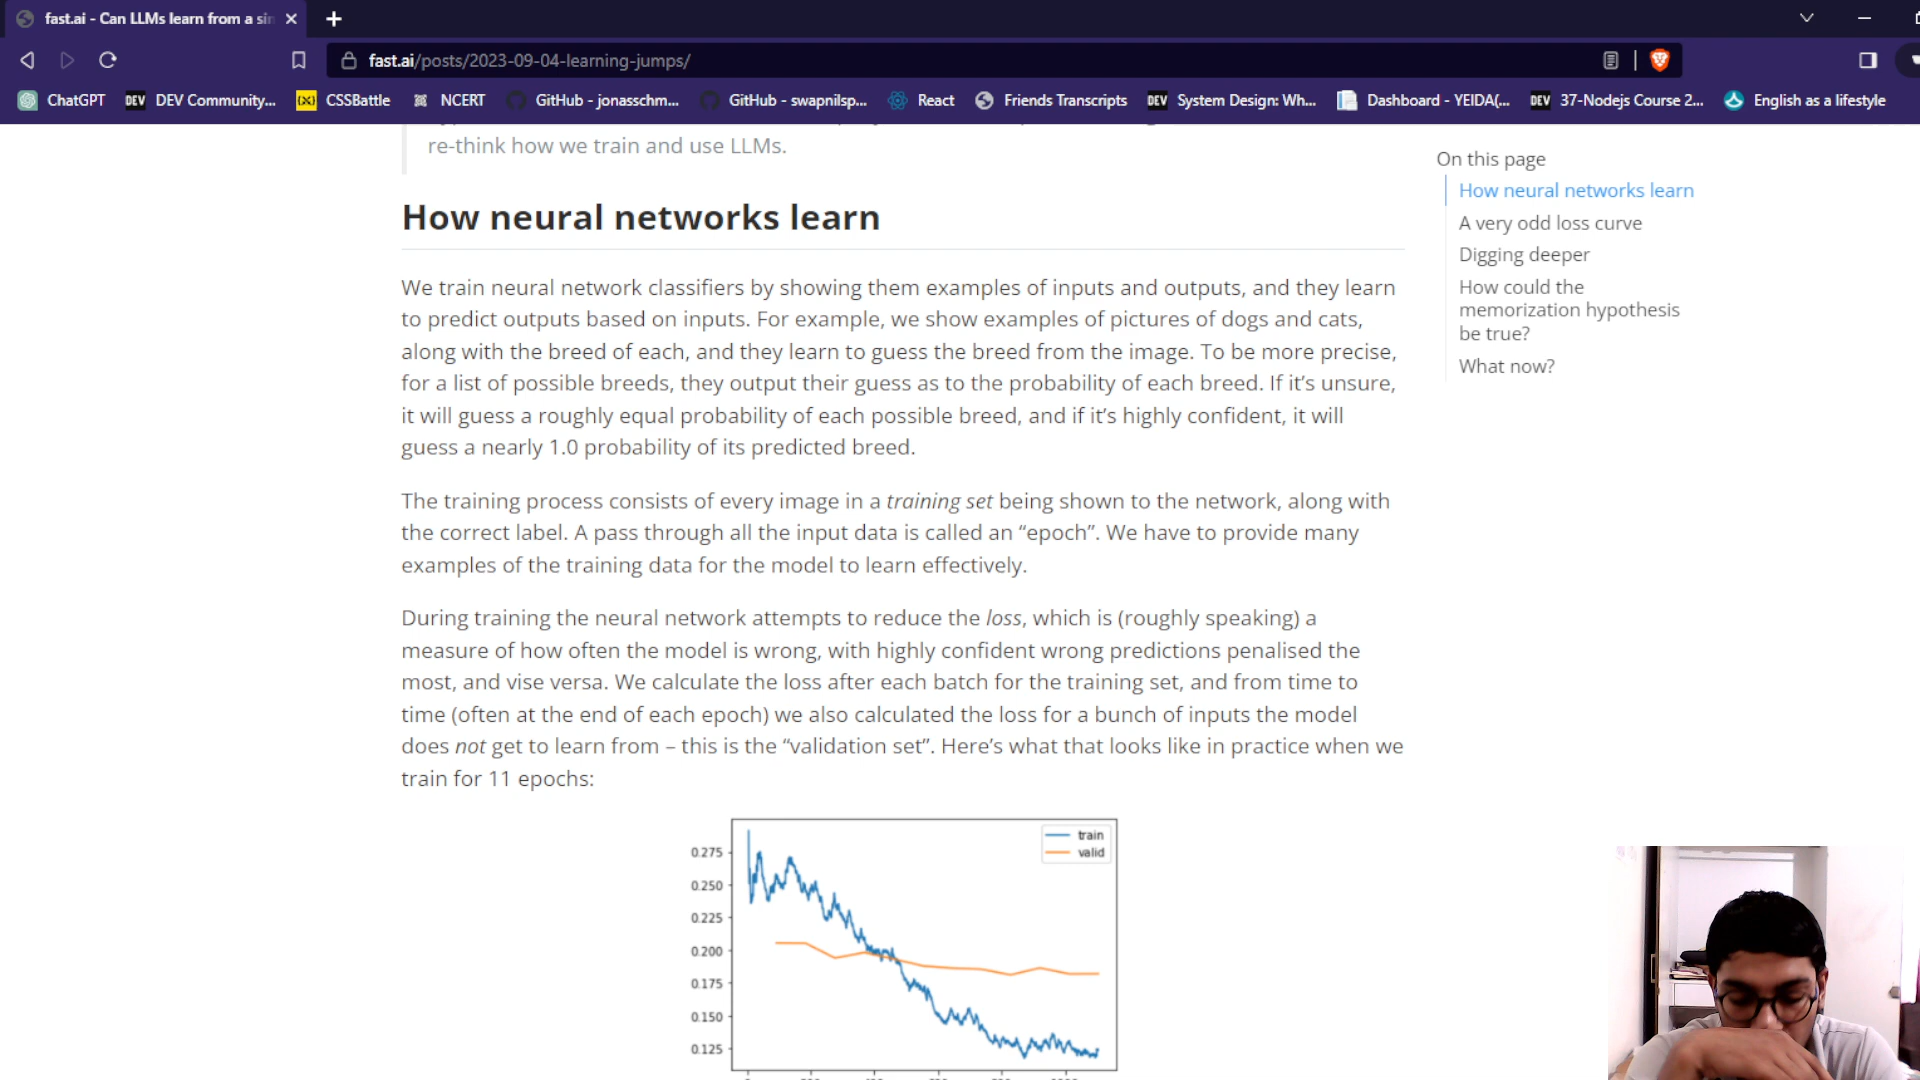 fast.ai - Can LLMs learn from a sin
fast.ai/posts/2023-09-04-learning-jumps/
ChatGPT DEV DEV Community... CSSBattle NCERT GitHub - jonasschm... GitHub - swapnilsp... React Friends Transcripts DEV System Design: Wh... Dashboard - YEIDA(... DEV 37-Nodejs Course 2... English as a lifestyle
re-think how we train and use LLMs.
How neural networks learn
We train neural network classifiers by showing them examples of inputs and outputs, and they learn
to predict outputs based on inputs. For example, we show examples of pictures of dogs and cats,
along with the breed of each, and they learn to guess the breed from the image. To be more precise,
for a list of possible breeds, they output their guess as to the probability of each breed. If it’s unsure,
it will guess a roughly equal probability of each possible breed, and if it’s highly confident, it will
guess a nearly 1.0 probability of its predicted breed.
The training process consists of every image in a training set being shown to the network, along with
the correct label. A pass through all the input data is called an “epoch”. We have to provide many
examples of the training data for the model to learn effectively.
During training the neural network attempts to reduce the loss, which is (roughly speaking) a
measure of how often the model is wrong, with highly confident wrong predictions penalised the
most, and vise versa. We calculate the loss after each batch for the training set, and from time to
time (often at the end of each epoch) we also calculated the loss for a bunch of inputs the model
does not get to learn from – this is the “validation set”. Here’s what that looks like in practice when we
train for 11 epochs:
train
valid
0.275
0.250
0.225
0.200
0.175
0.150
0.125
On this page
How neural networks learn
A very odd loss curve
Digging deeper
How could the
memorization hypothesis
be true?
What now?